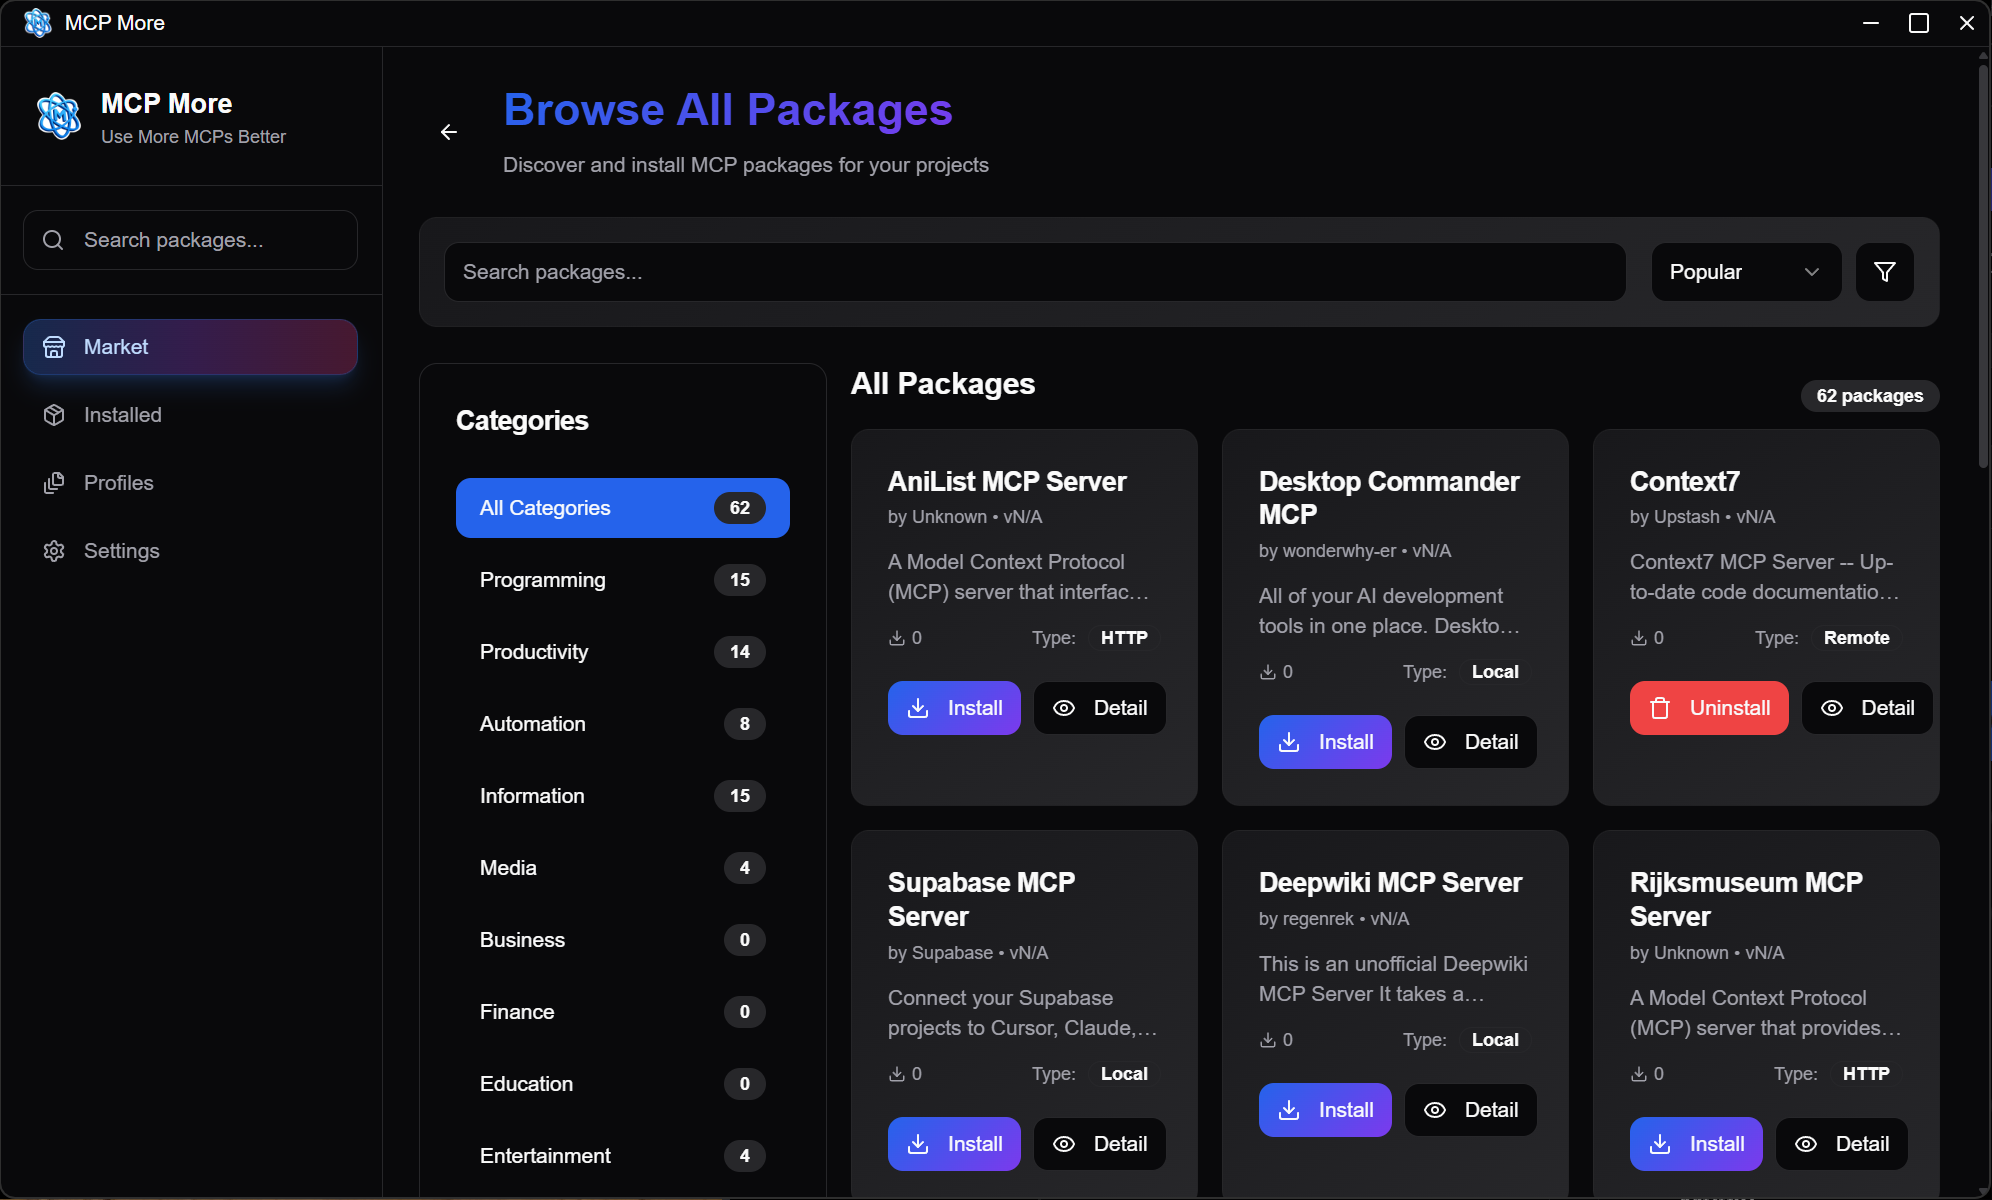 MCP More
MCP More
Use More MCPs Better
Search packages...
Market
Installed
Profiles
Settings
Browse All Packages
Discover and install MCP packages for your projects
Search packages...
Popular
Categories
All Categories 62
Programming 15
Productivity 14
Automation 8
Information 15
Media 4
Business 0
Finance 0
Education 0
Entertainment 4
All Packages
62 packages
AniList MCP Server
by Unknown • vN/A
A Model Context Protocol
(MCP) server that interfac...
0 Type: HTTP
Install Detail
Desktop Commander
MCP
by wonderwhy-er • vN/A
All of your AI development
tools in one place. Deskto...
0 Type: Local
Install Detail
Context7
by Upstash • vN/A
Context7 MCP Server -- Up-
to-date code documentatio...
0 Type: Remote
Uninstall Detail
Supabase MCP
Server
by Supabase • vN/A
Connect your Supabase
projects to Cursor, Claude,...
0 Type: Local
Install Detail
Deepwiki MCP Server
by regenrek • vN/A
This is an unofficial Deepwiki
MCP Server It takes a...
0 Type: Local
Install Detail
Rijksmuseum MCP
Server
by Unknown • vN/A
A Model Context Protocol
(MCP) server that provides...
0 Type: HTTP
Install Detail